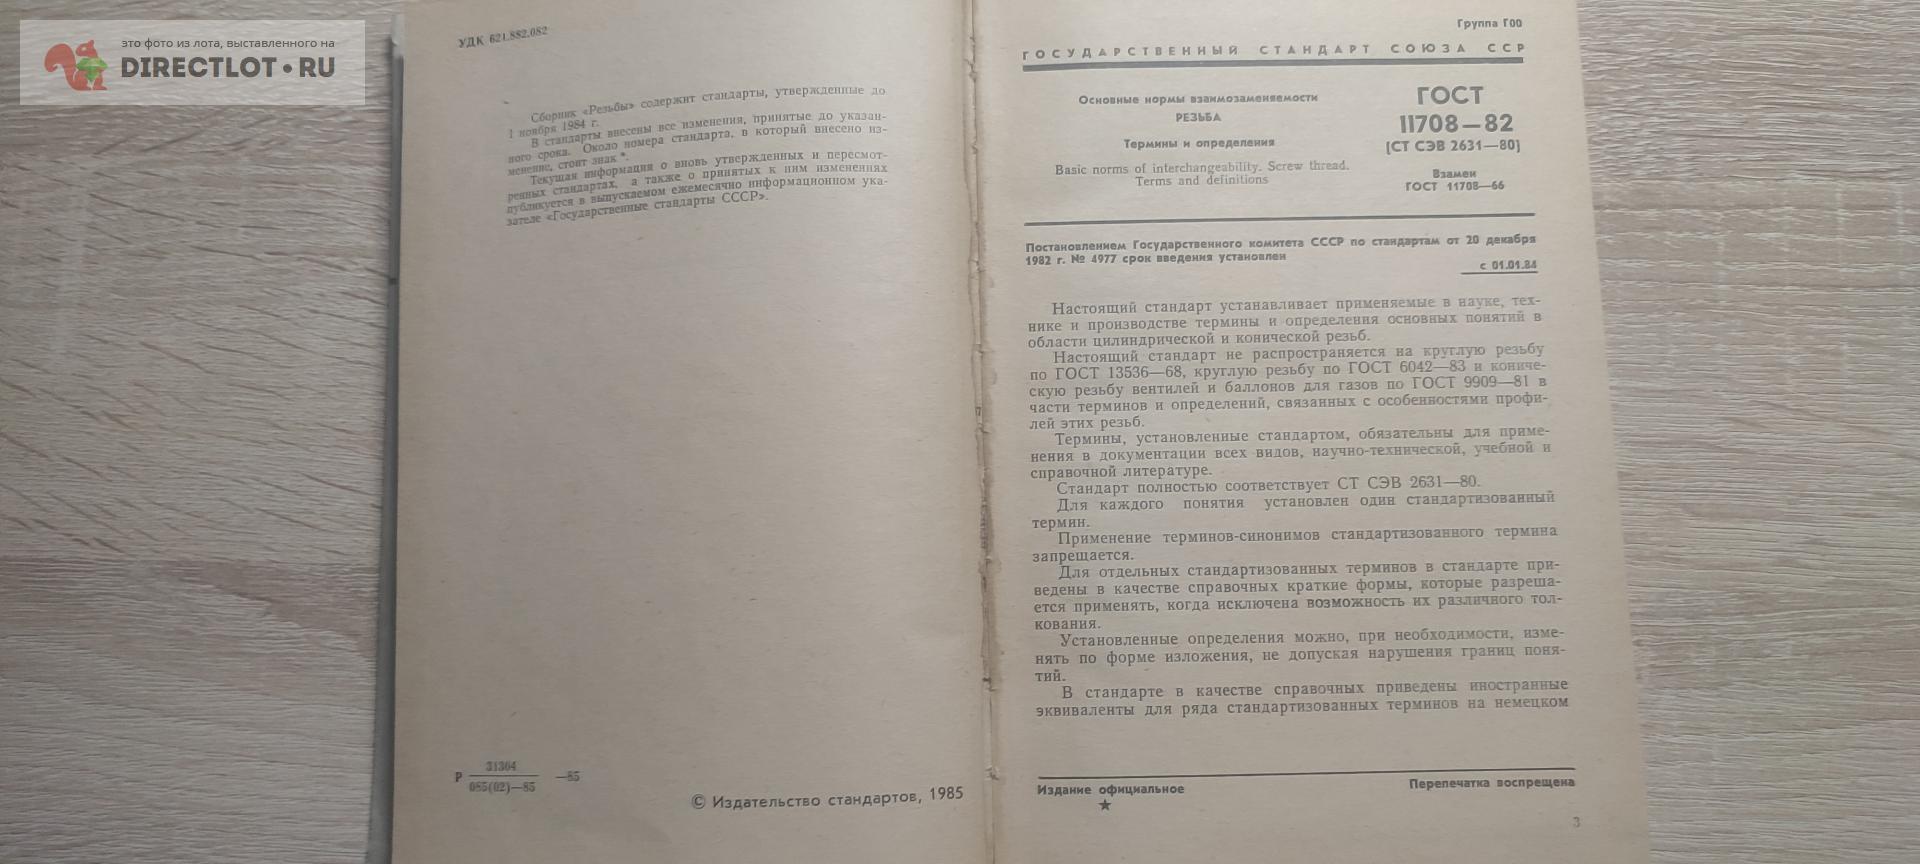 это фото из лота, выставленного на
DIRECTLOT•RU
УДК 621.882.082
Сборник «Резьбы» содержит стандарты, утвержденные до
1 ноября 1984 г.
В стандарты внесены все изменения, принятые до указан-
ного срока. Около номера стандарта, в который внесено из-
менение, стоит знак *.
Текущая информация о вновь утвержденных и пересмот-
ренных стандартах, а также о принятых к ним изменениях
публикуется в выпускаемом ежемесячно информационном ука-
зателе «Государственные стандарты СССР».
Р 31304
085(02)—85 —85
© Издательство стандартов, 1985
Группа Г00
ГОСУДАРСТВЕННЫЙ СТАНДАРТ СОЮЗА ССР
Основные нормы взаимозаменяемости
РЕЗЬБА
Термины и определения
Basic norms of interchangeability. Screw thread.
Terms and definitions
ГОСТ
11708—82
(СТ СЭВ 2631—80)
Взамен
ГОСТ 11708—66
Постановлением Государственного комитета СССР по стандартам от 20 декабря
1982 г. № 4977 срок введения установлен
с 01.01.84
Настоящий стандарт устанавливает применяемые в науке, тех-
нике и производстве термины и определения основных понятий в
области цилиндрической и конической резьб.
Настоящий стандарт не распространяется на круглую резьбу
по ГОСТ 13536—68, круглую резьбу по ГОСТ 6042—83 и кониче-
скую резьбу вентилей и баллонов для газов по ГОСТ 9909—81 в
части терминов и определений, связанных с особенностями профи-
лей этих резьб.
Термины, установленные стандартом, обязательны для приме-
нения в документации всех видов, научно-технической, учебной и
справочной литературе.
Стандарт полностью соответствует СТ СЭВ 2631—80.
Для каждого понятия установлен один стандартизованный
термин.
Применение терминов-синонимов стандартизованного термина
запрещается.
Для отдельных стандартизованных терминов в стандарте при-
ведены в качестве справочных краткие формы, которые разреша-
ется применять, когда исключена возможность их различного тол-
кования.
Установленные определения можно, при необходимости, изме-
нять по форме изложения, не допуская нарушения границ поня-
тий.
В стандарте в качестве справочных приведены иностранные
эквиваленты для ряда стандартизованных терминов на немецком
Издание официальное
Перепечатка воспрещена
★
3